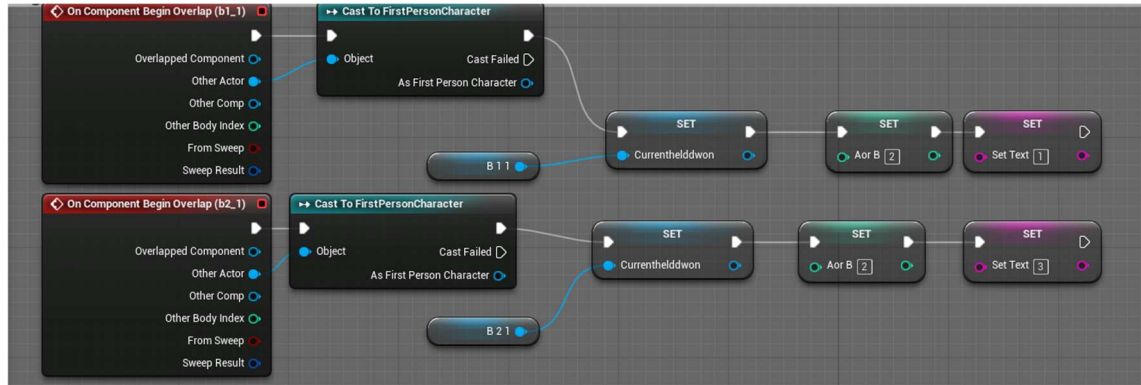 On Component Begin Overlap (b1_1)
Cast To FirstPersonCharacter
Overlapped Component
Object
Cast Failed
Other Actor
As First Person Character
Other Comp
Other Body Index
From Sweep
Sweep Result
B 1 1
SET
Currenthelddwon
SET
Aor B 2
SET
Set Text 1
On Component Begin Overlap (b2_1)
Cast To FirstPersonCharacter
Overlapped Component
Object
Cast Failed
Other Actor
As First Person Character
Other Comp
Other Body Index
From Sweep
Sweep Result
B 2 1
SET
Currenthelddwon
SET
Aor B 2
SET
Set Text 3